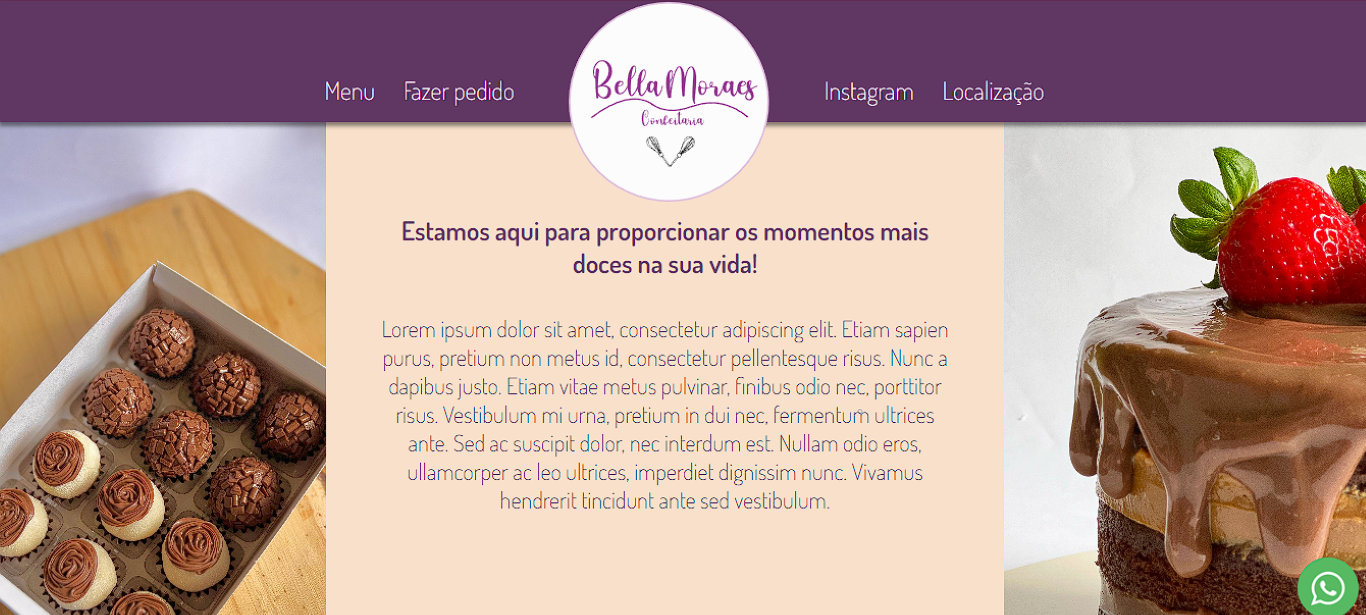 Menu Fazer pedido Instagram Localização
BellaMoraes
Confeitaria
Estamos aqui para proporcionar os momentos mais
doces na sua vida!
Lorem ipsum dolor sit amet, consectetur adipiscing elit. Etiam sapien
purus, pretium non metus id, consectetur pellentesque risus. Nunc a
dapibus justo. Etiam vitae metus pulvinar, finibus odio nec, porttitor
risus. Vestibulum mi urna, pretium in dui nec, fermentum ultrices
ante. Sed ac suscipit dolor, nec interdum est. Nullam odio eros,
ullamcorper ac leo ultrices, imperdiet dignissim nunc. Vivamus
hendrerit tincidunt ante sed vestibulum.